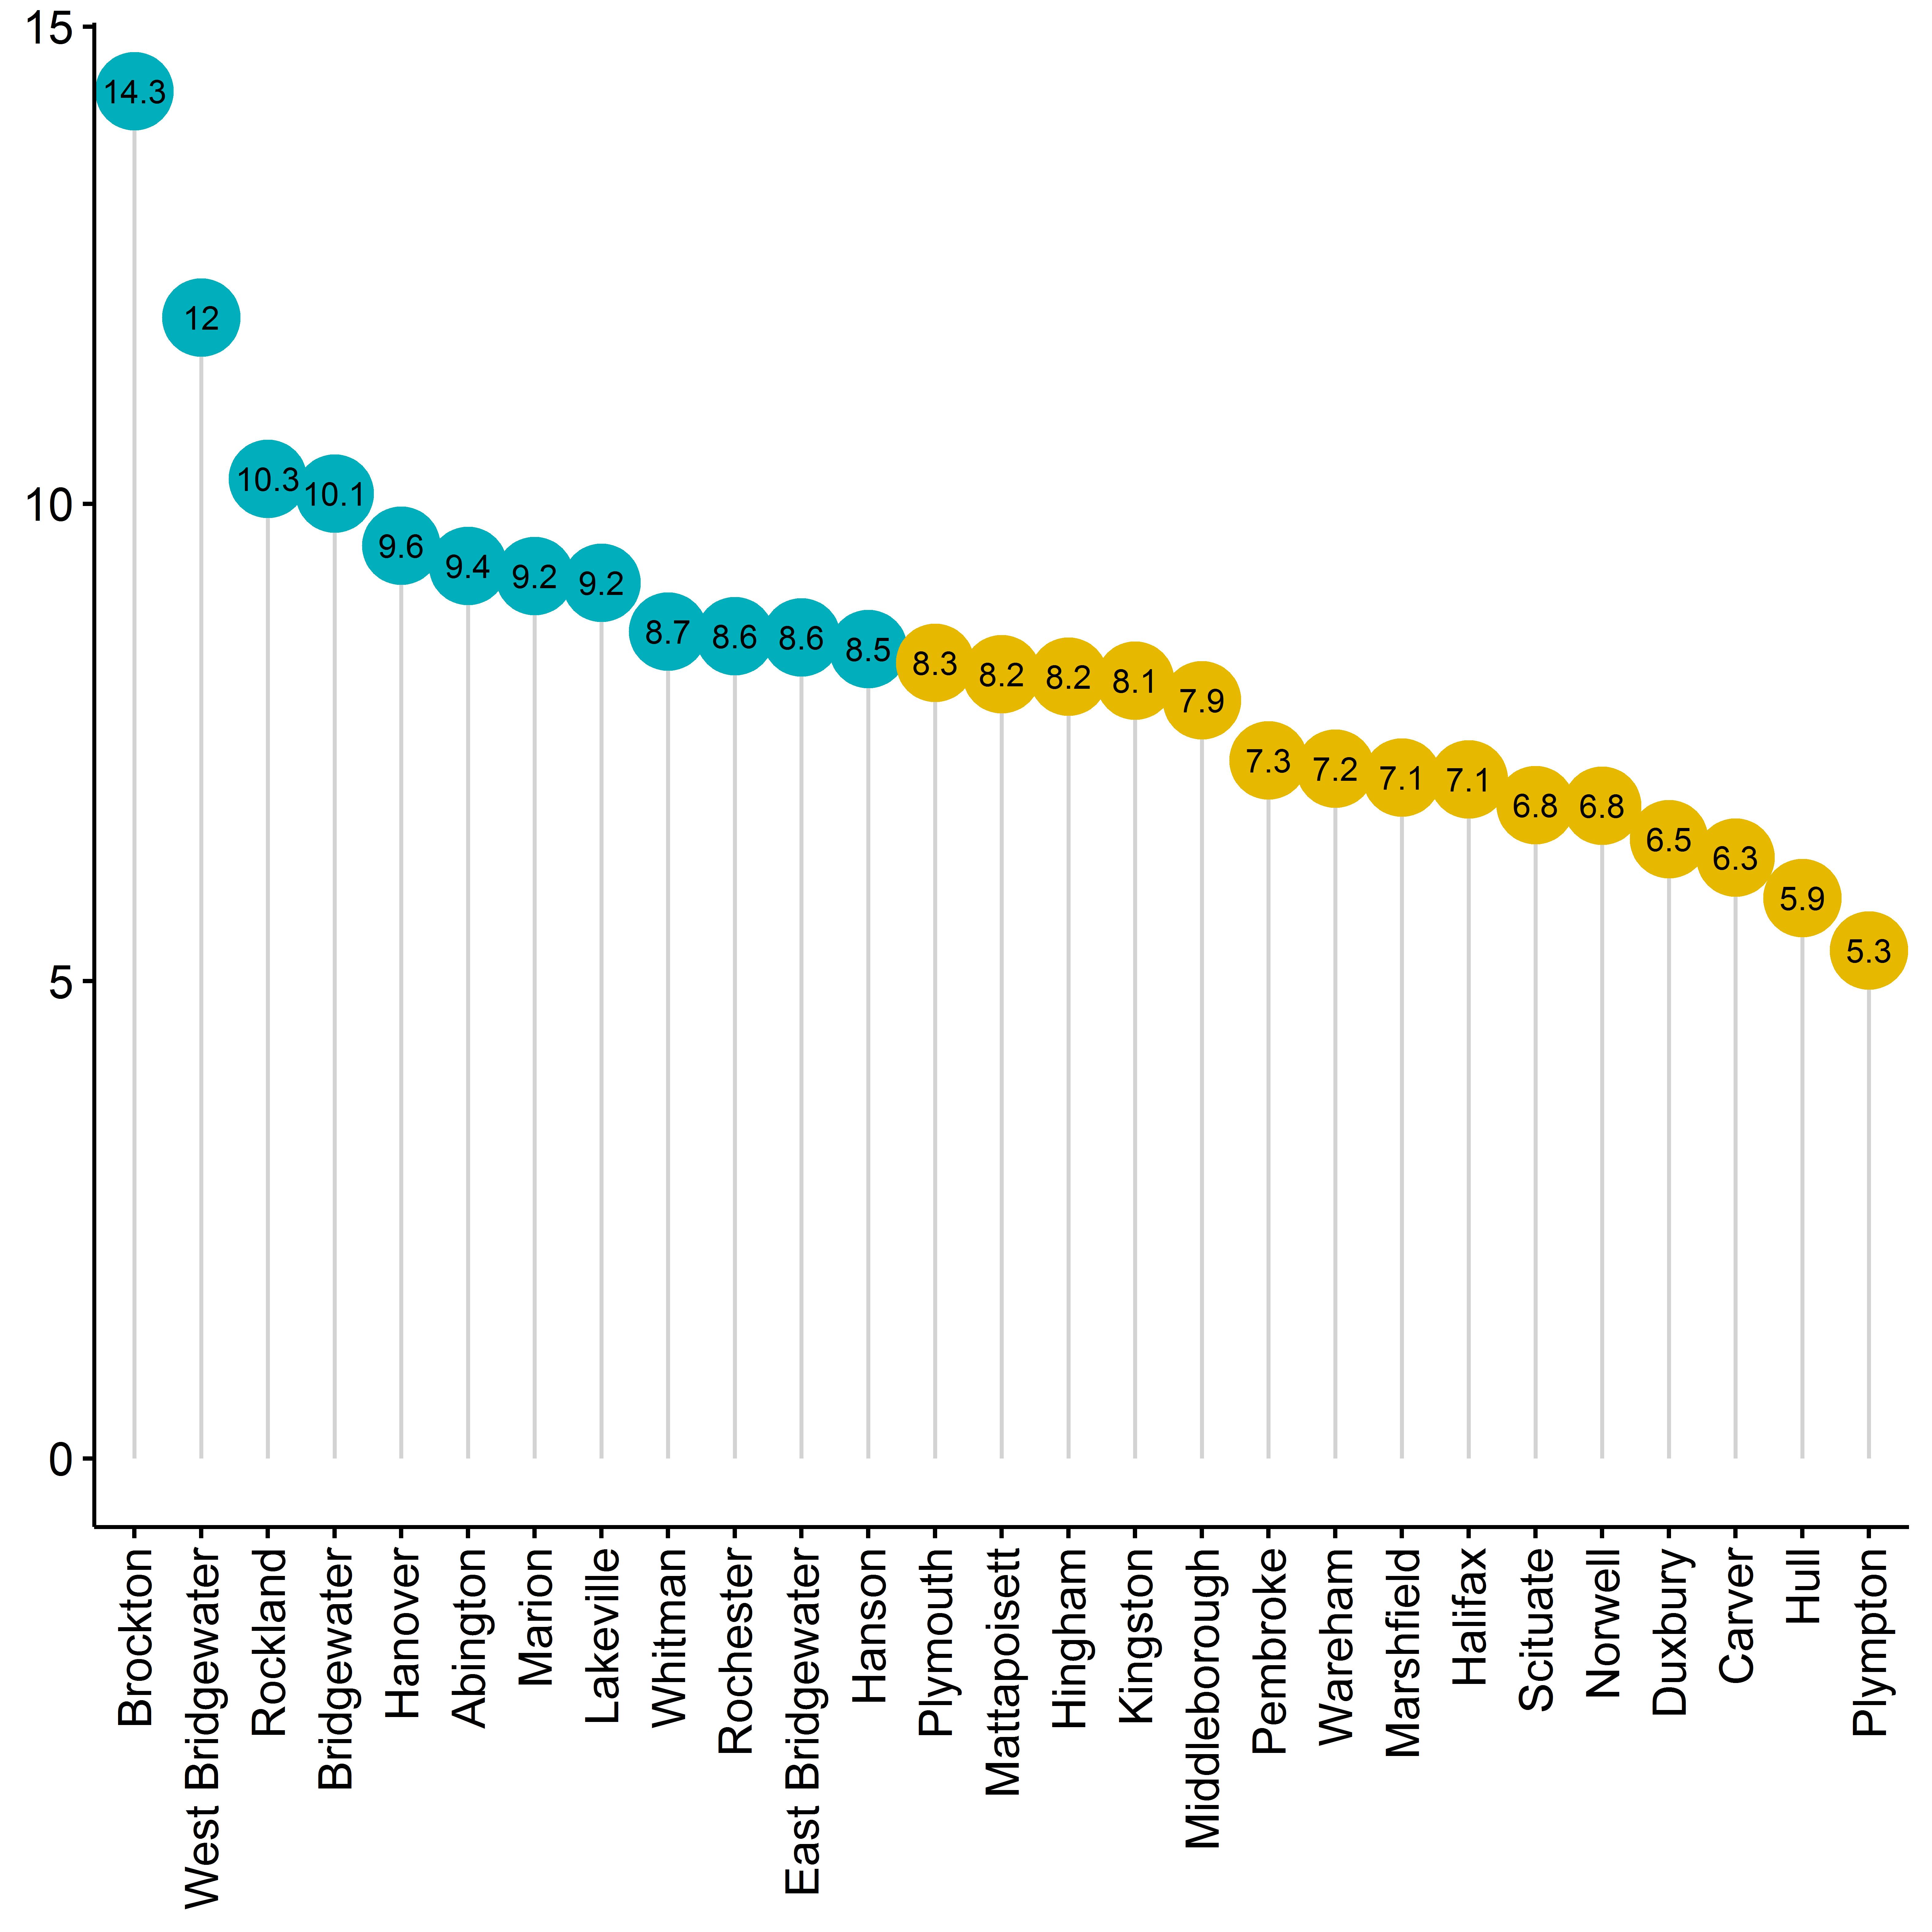 15
10
5
0
14.3
12
10.3
10.1
9.6
9.4
9.2
9.2
8.7
8.6
8.6
8.5
8.3
8.2
8.2
8.1
7.9
7.3
7.2
7.1
7.1
6.8
6.8
6.5
6.3
5.9
5.3
Brockton
West Bridgewater
Rockland
Bridgewater
Hanover
Abington
Marion
Lakeville
Whitman
Rochester
East Bridgewater
Hanson
Plymouth
Mattapoisett
Hingham
Kingston
Middleborough
Pembroke
Wareham
Marshfield
Halifax
Scituate
Norwell
Duxbury
Carver
Hull
Plympton